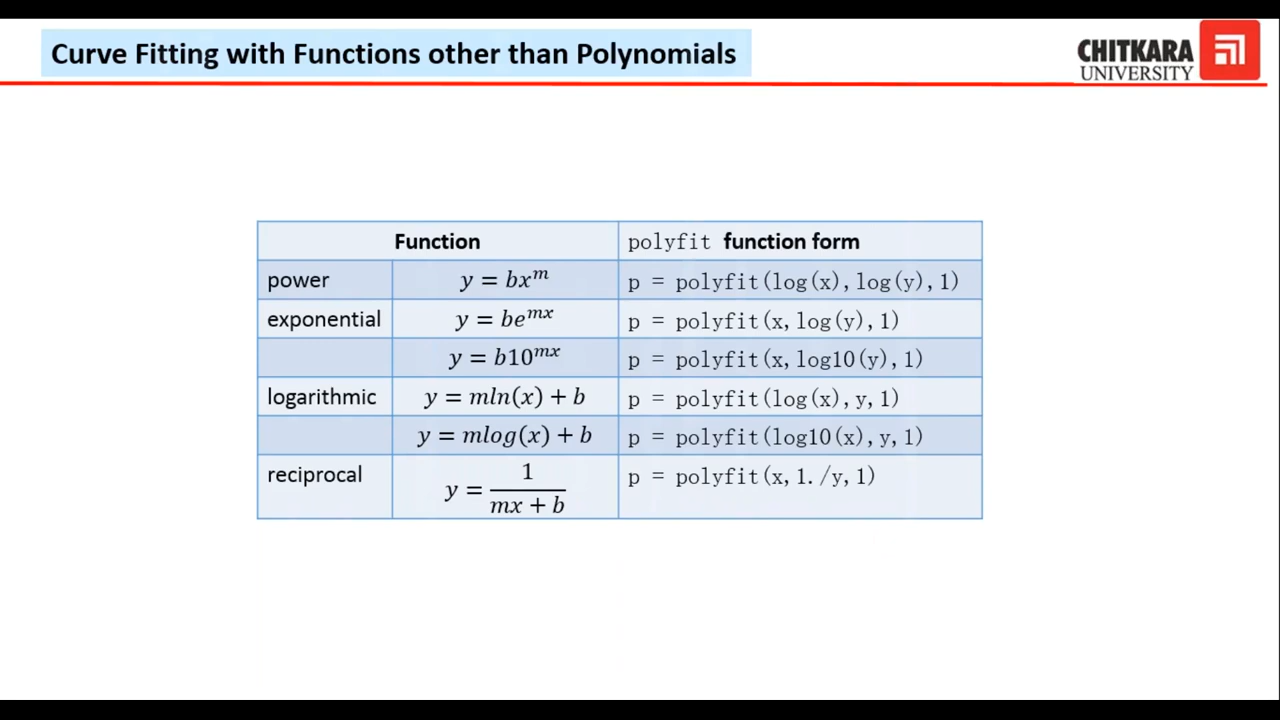 Curve Fitting with Functions other than Polynomials
CHITKARA
UNIVERSITY
Function polyfit function form
power y = bx^m p = polyfit(log(x),log(y),1)
exponential y = be^{mx} p = polyfit(x,log(y),1)
y = b10^{mx} p = polyfit(x,log10(y),1)
logarithmic y = mln(x) + b p = polyfit(log(x),y,1)
y = mlog(x) + b p = polyfit(log10(x),y,1)
reciprocal y = 1/(mx + b) p = polyfit(x,1./y,1)